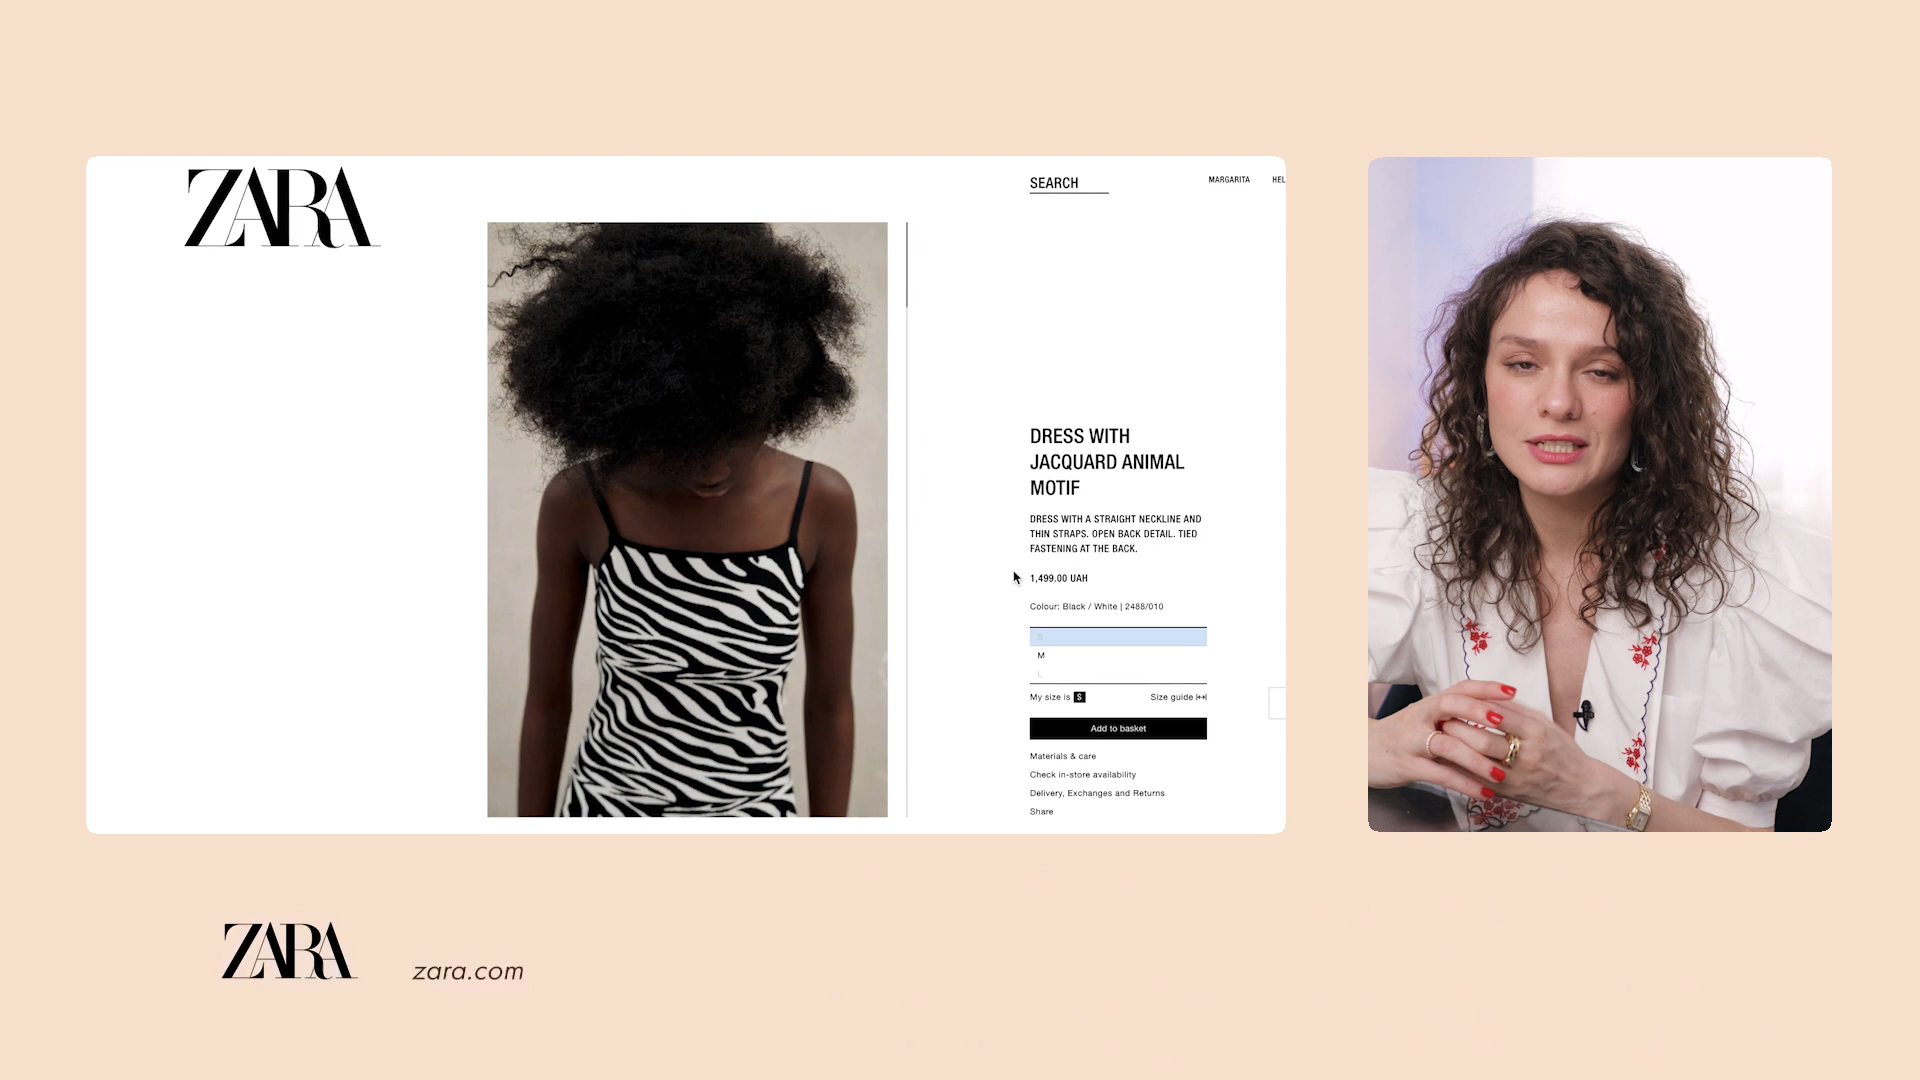 ZARA
SEARCH
MARGARITA
HEL
DRESS WITH
JACQUARD ANIMAL
MOTIF
DRESS WITH A STRAIGHT NECKLINE AND
THIN STRAPS. OPEN BACK DETAIL. TIED
FASTENING AT THE BACK.
1,499.00 UAH
Colour: Black / White | 2488/010
S
M
L
My size is S
Size guide
Add to basket
Materials & care
Check in-store availability
Delivery, Exchanges and Returns
Share
ZARA
zara.com